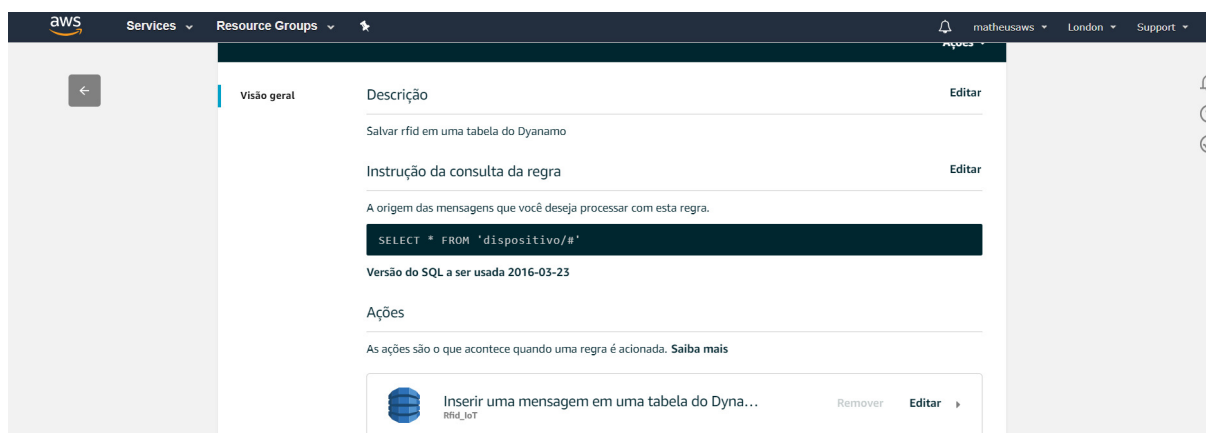 aws Services Resource Groups matheusaws London Support
Ações
Visão geral
Descrição Editar
Salvar rfid em uma tabela do Dyanamo
Instrução da consulta da regra Editar
A origem das mensagens que você deseja processar com esta regra.
SELECT * FROM 'dispositivo/#'
Versão do SQL a ser usada 2016-03-23
Ações
As ações são o que acontece quando uma regra é acionada. Saiba mais
Inserir uma mensagem em uma tabela do Dyna... Remover Editar
Rfid_IoT